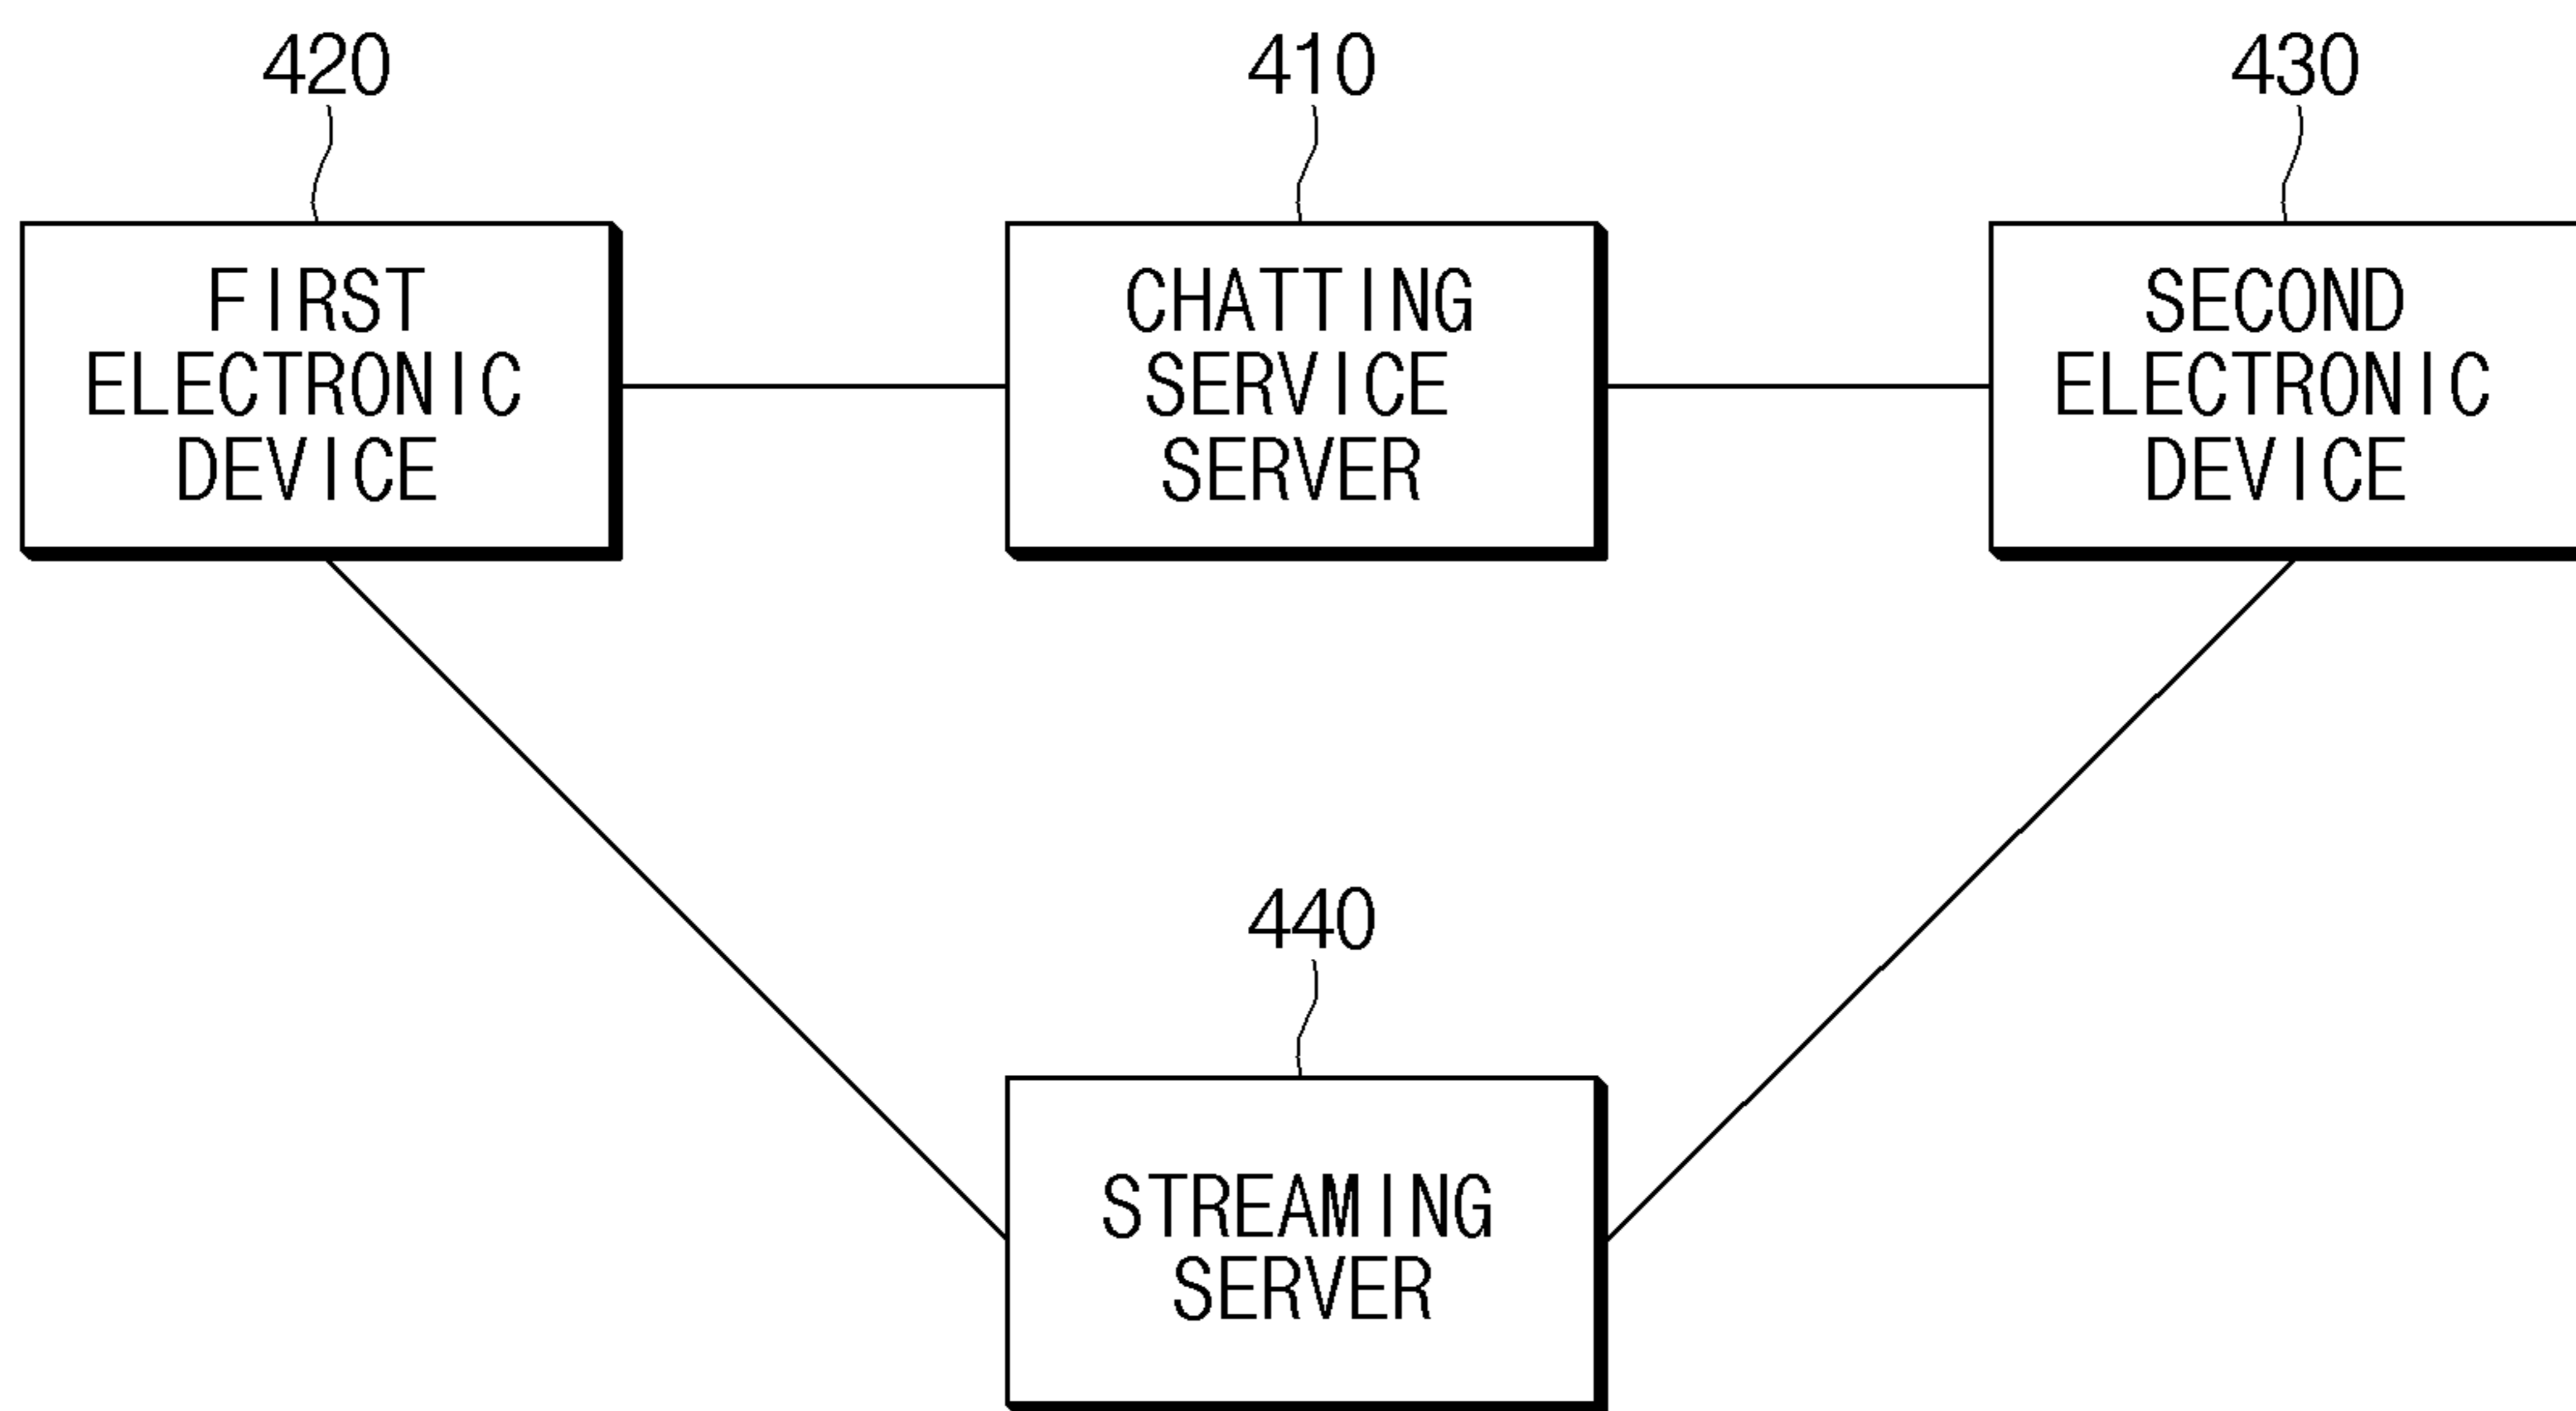 420
410
430
FIRST
ELECTRONIC
DEVICE
CHATTING
SERVICE
SERVER
SECOND
ELECTRONIC
DEVICE
440
STREAMING
SERVER